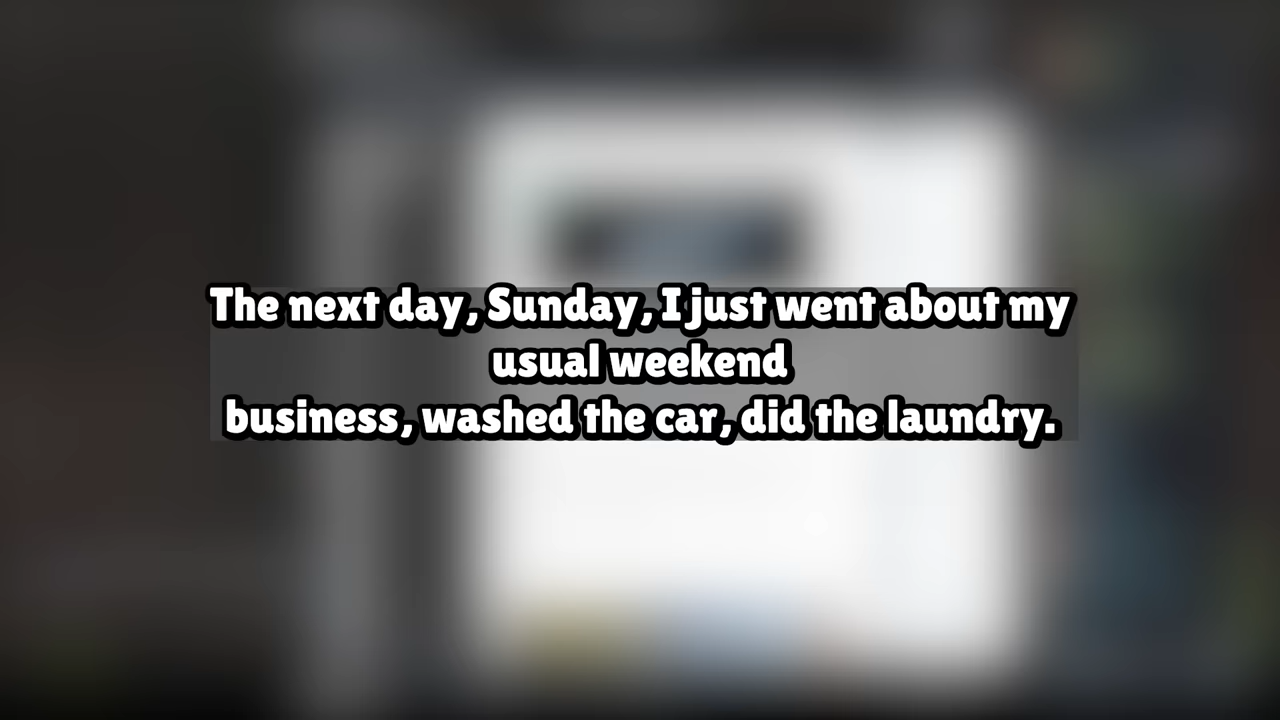 The next day, Sunday, I just went about my
usual weekend
business, washed the car, did the laundry.